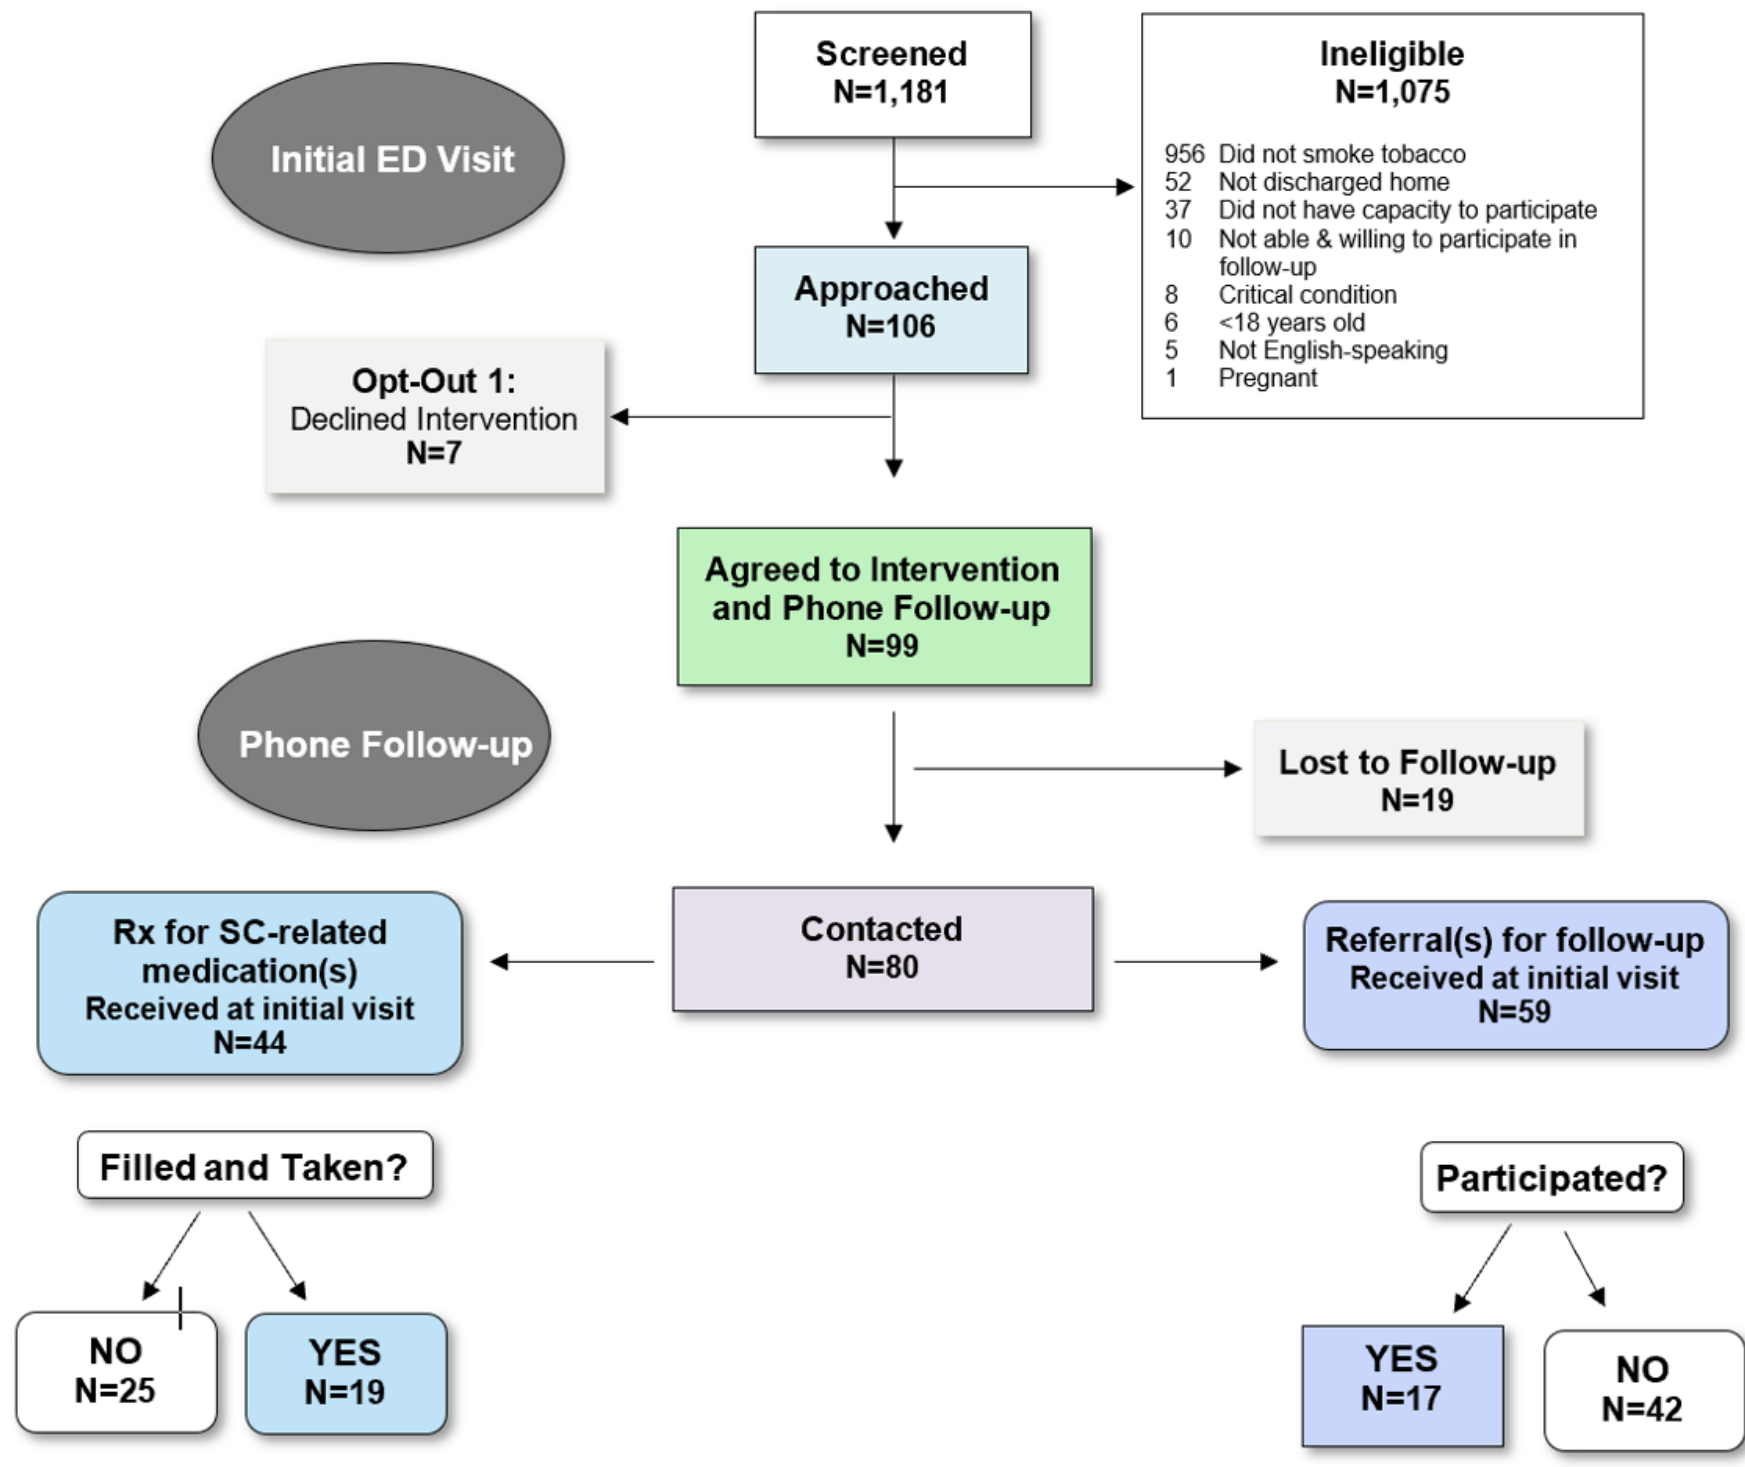 Screened
N=1,181
Ineligible
N=1,075
956 Did not smoke tobacco
52 Not discharged home
37 Did not have capacity to participate
10 Not able & willing to participate in
follow-up
8 Critical condition
6 <18 years old
5 Not English-speaking
1 Pregnant
Initial ED Visit
Approached
N=106
Opt-Out 1:
Declined Intervention
N=7
Agreed to Intervention
and Phone Follow-up
N=99
Phone Follow-up
Lost to Follow-up
N=19
Contacted
N=80
Rx for SC-related
medication(s)
Received at initial visit
N=44
Referral(s) for follow-up
Received at initial visit
N=59
Filled and Taken?
NO
N=25
YES
N=19
Participated?
YES
N=17
NO
N=42